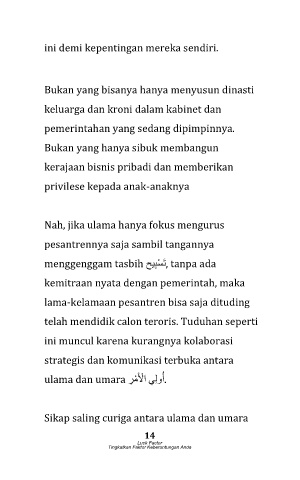 ini demi kepentingan mereka sendiri.
Bukan yang bisanya hanya menyusun dinasti
keluarga dan kroni dalam kabinet dan
pemerintahan yang sedang dipimpinnya.
Bukan yang hanya sibuk membangun
kerajaan bisnis pribadi dan memberikan
privilese kepada anak-anaknya
Nah, jika ulama hanya fokus mengurus
pesantrennya saja sambil tangannya
menggenggam tasbih تَسْبِيح, tanpa ada
kemitraan nyata dengan pemerintah, maka
lama-kelamaan pesantren bisa saja dituding
telah mendidik calon teroris. Tuduhan seperti
ini muncul karena kurangnya kolaborasi
strategis dan komunikasi terbuka antara
ulama dan umara أُولِي الْأَمْر.
Sikap saling curiga antara ulama dan umara
14
Luck Factor
Tingkatkan Faktor Keberuntungan Anda